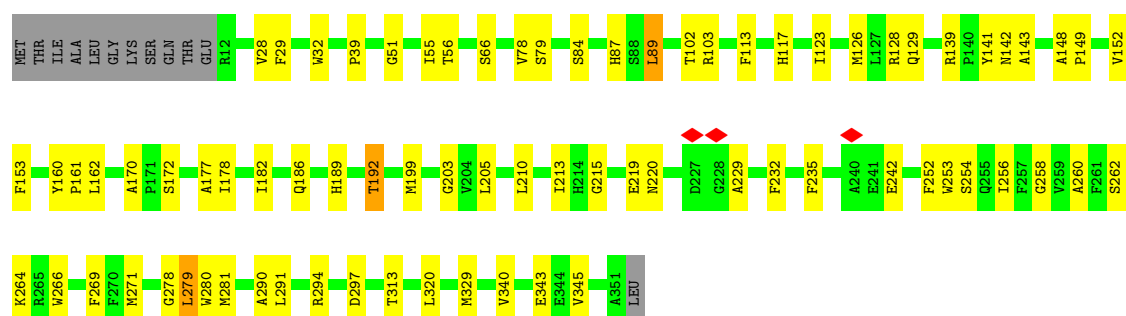 MET THR ILE ALA LEU GLY LYS SER GLN THR GLU R12 V28 F29 W32 P39 G51 I55 T56 S66 V78 S79 S84 H87 S88 L89 T102 R103 F113 H117 I123 M126 L127 R128 Q129 R139 P140 Y141 N142 A143 A148 P149 V152
F153 Y160 P161 L162 A170 P171 S172 A177 I178 I182 Q186 H189 T192 M199 G203 V204 L205 L210 I213 H214 G215 E219 N220 D227 G228 A229 F232 F235 A240 E241 E242 F252 W253 S254 Q255 I256 F257 G258 V259 A260 F261 S262
K264 R265 W266 F269 F270 M271 G278 L279 W280 M281 A290 L291 R294 D297 T313 L320 M329 V340 E343 E344 V345 A351 LEU